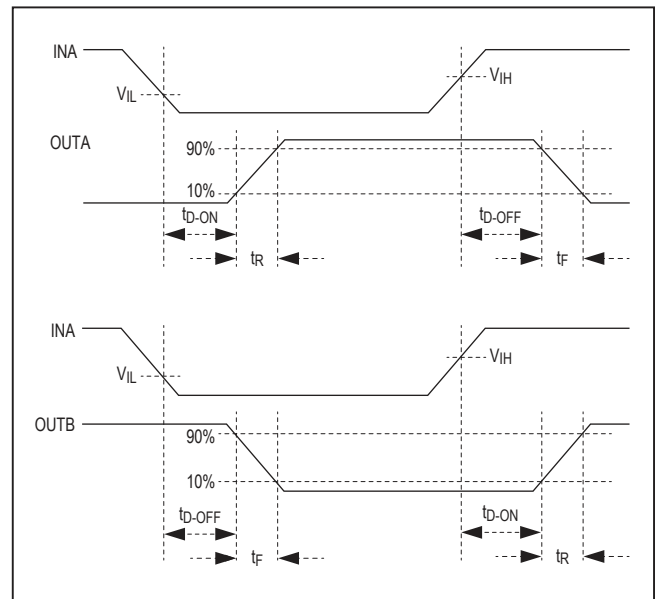 INA
VIL
VIH
OUTA
90%
10%
tD-ON
tD-OFF
tR
tF
INA
VIL
VIH
OUTB
90%
10%
tD-OFF
tD-ON
tF
tR